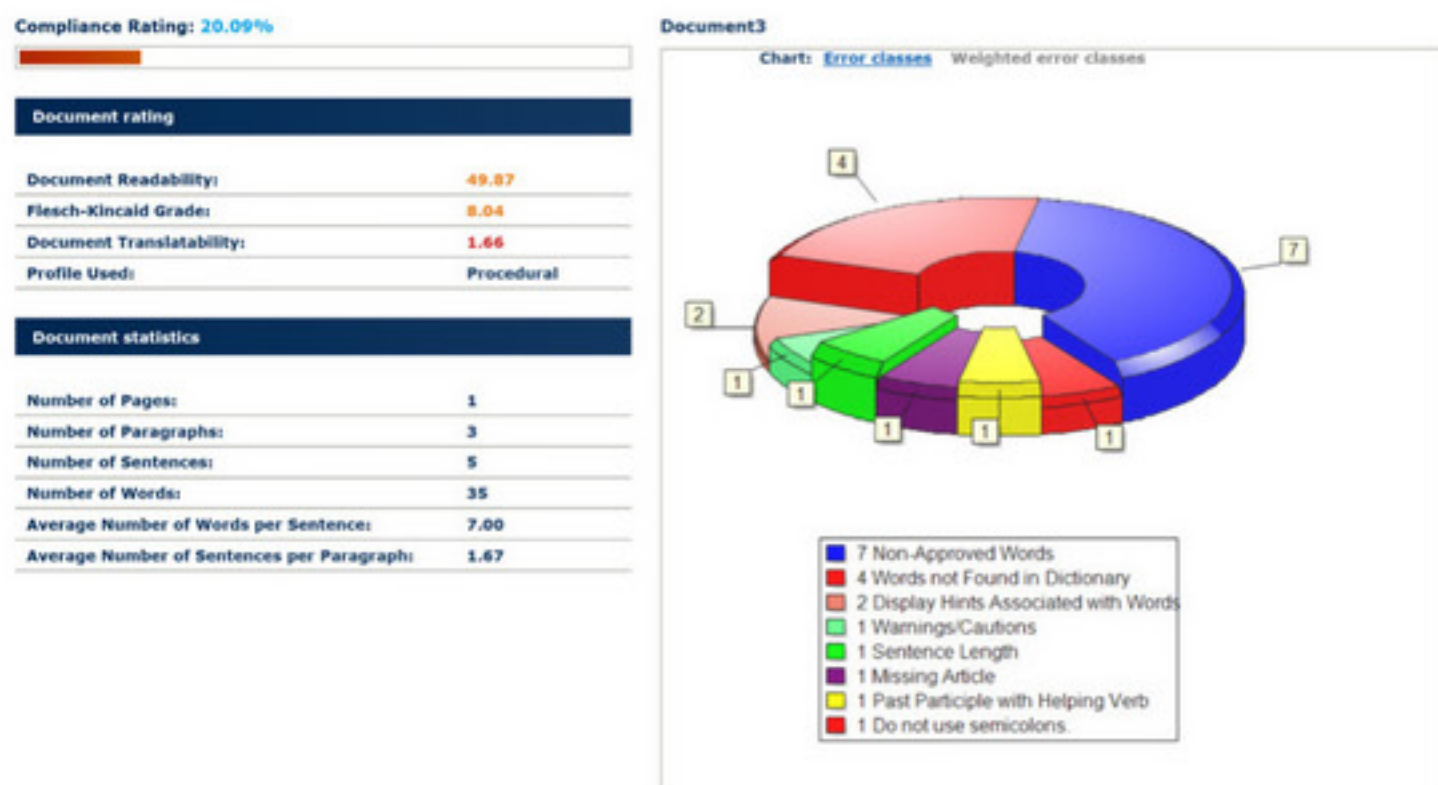 Compliance Rating: 20.09%
Document rating
Document Readability: 49.87
Flesch-Kincaid Grade: 8.04
Document Translatability: 1.66
Profile Used: Procedural
Document statistics
Number of Pages: 1
Number of Paragraphs: 3
Number of Sentences: 5
Number of Words: 35
Average Number of Words per Sentence: 7.00
Average Number of Sentences per Paragraph: 1.67
Document3
Chart: Error classes Weighted error classes
4
7
2
1
1
1
1
1
7 Non-Approved Words
4 Words not Found in Dictionary
2 Display Hints Associated with Words
1 Warnings/Cautions
1 Sentence Length
1 Missing Article
1 Past Participle with Helping Verb
1 Do not use semicolons.